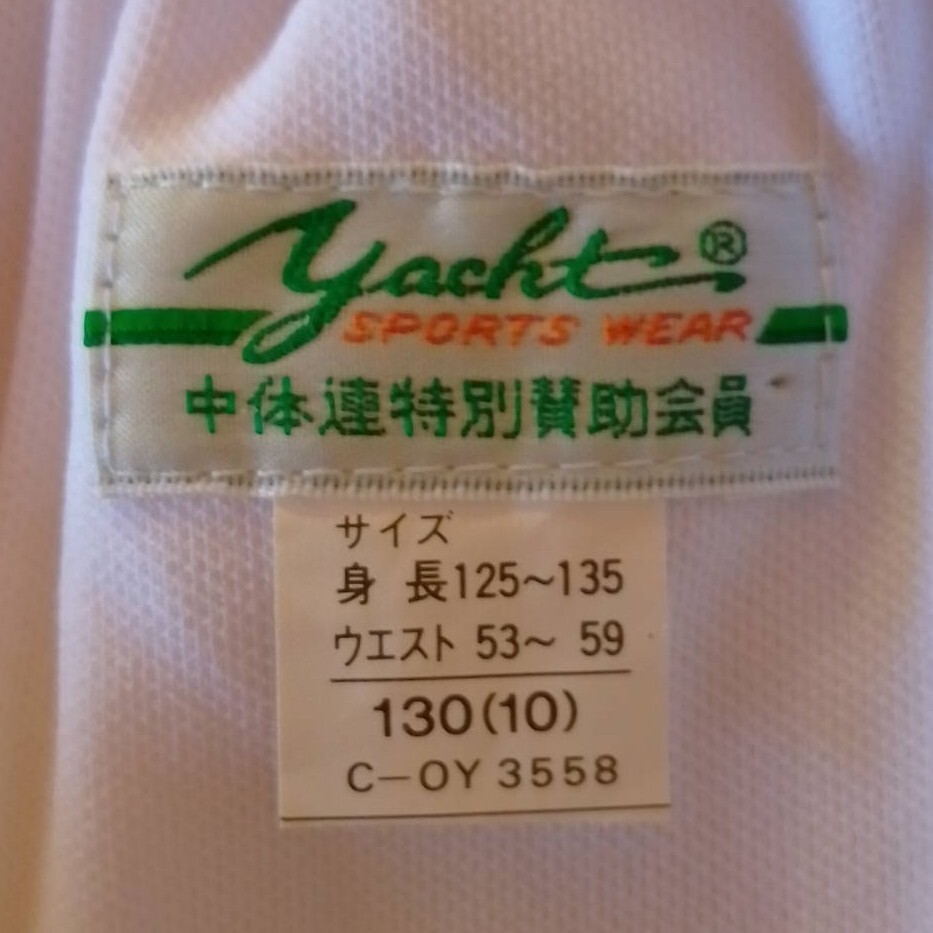 yacht®
SPORTS WEAR
中体連特別賛助会員
サイズ
身 長125～135
ウエスト 53～ 59
130(10)
C-OY 3558